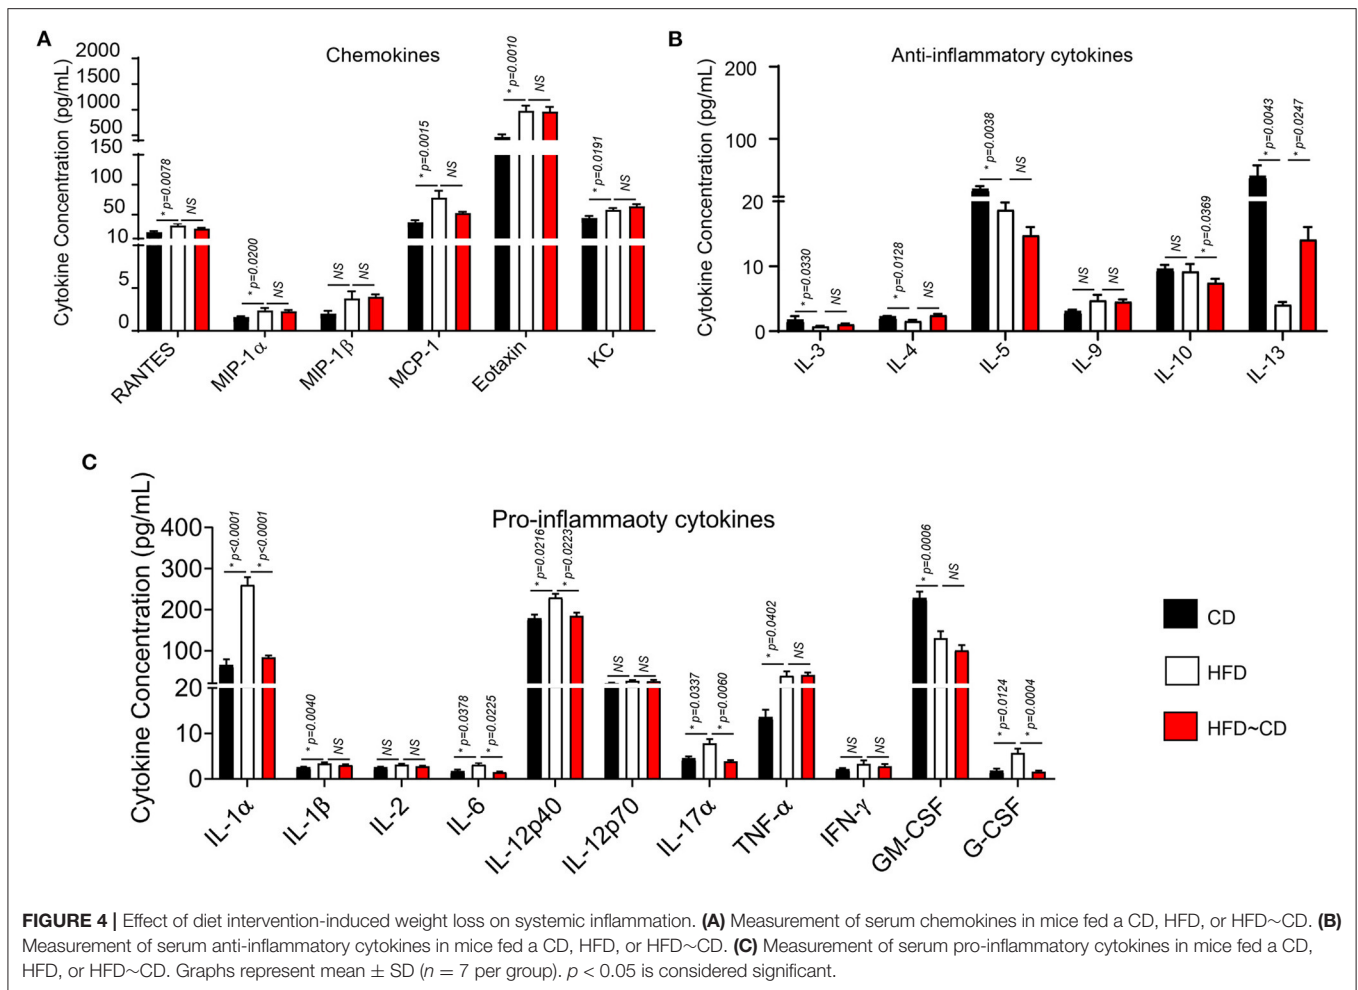 A
Chemokines
Cytokine Concentration (pg/mL)
2000
1500
1000
500
150
100
50
10
5
0
* p=0.0078
NS
* p=0.0200
NS
NS
NS
* p=0.0015
NS
* p=0.0010
NS
* p=0.0191
NS
RANTES
MIP-1α
MIP-1β
MCP-1
Eotaxin
KC
B
Anti-inflammatory cytokines
Cytokine Concentration (pg/mL)
200
100
20
10
0
* p=0.0330
NS
* p=0.0128
NS
* p=0.0038
NS
NS
NS
NS
* p=0.0369
* p=0.0043
* p=0.0247
IL-3
IL-4
IL-5
IL-9
IL-10
IL-13
C
Pro-inflammaoty cytokines
Cytokine Concentration (pg/mL)
400
300
200
100
20
10
0
* p<0.0001
* p<0.0001
* p=0.0040
NS
NS
NS
* p=0.0378
* p=0.0225
* p=0.0216
* p=0.0223
NS
NS
* p=0.0337
* p=0.0060
* p=0.0402
NS
NS
NS
* p=0.0006
NS
* p=0.0124
* p=0.0004
IL-1α
IL-1β
IL-2
IL-6
IL-12p40
IL-12p70
IL-17α
TNF-α
IFN-γ
GM-CSF
G-CSF
CD
HFD
HFD~CD
FIGURE 4 | Effect of diet intervention-induced weight loss on systemic inflammation. (A) Measurement of serum chemokines in mice fed a CD, HFD, or HFD~CD. (B)
Measurement of serum anti-inflammatory cytokines in mice fed a CD, HFD, or HFD~CD. (C) Measurement of serum pro-inflammatory cytokines in mice fed a CD,
HFD, or HFD~CD. Graphs represent mean ± SD (n = 7 per group). p < 0.05 is considered significant.